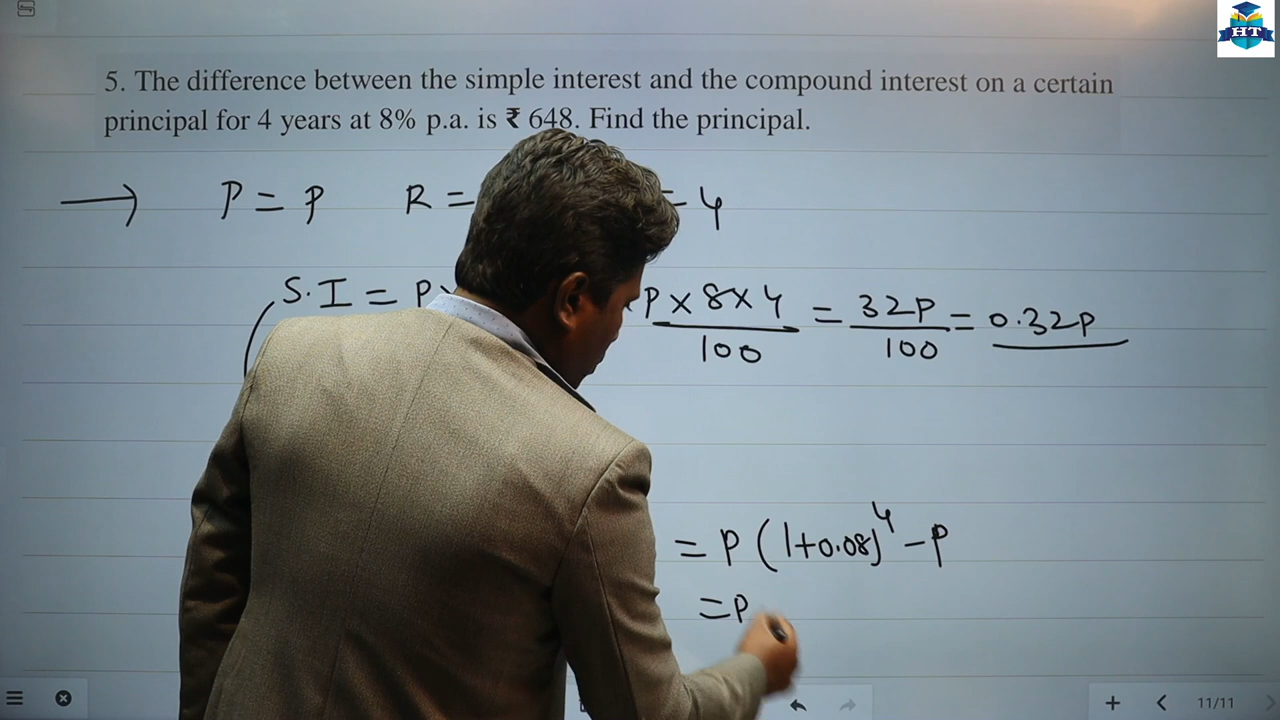 HT
5. The difference between the simple interest and the compound interest on a certain
principal for 4 years at 8% p.a. is ₹ 648. Find the principal.
→ P = P R = = 4
S.I = P× P × 8 × 4 / 100 = 32P / 100 = 0.32P
= P (1+0.08)^4 - P
= P
11/11